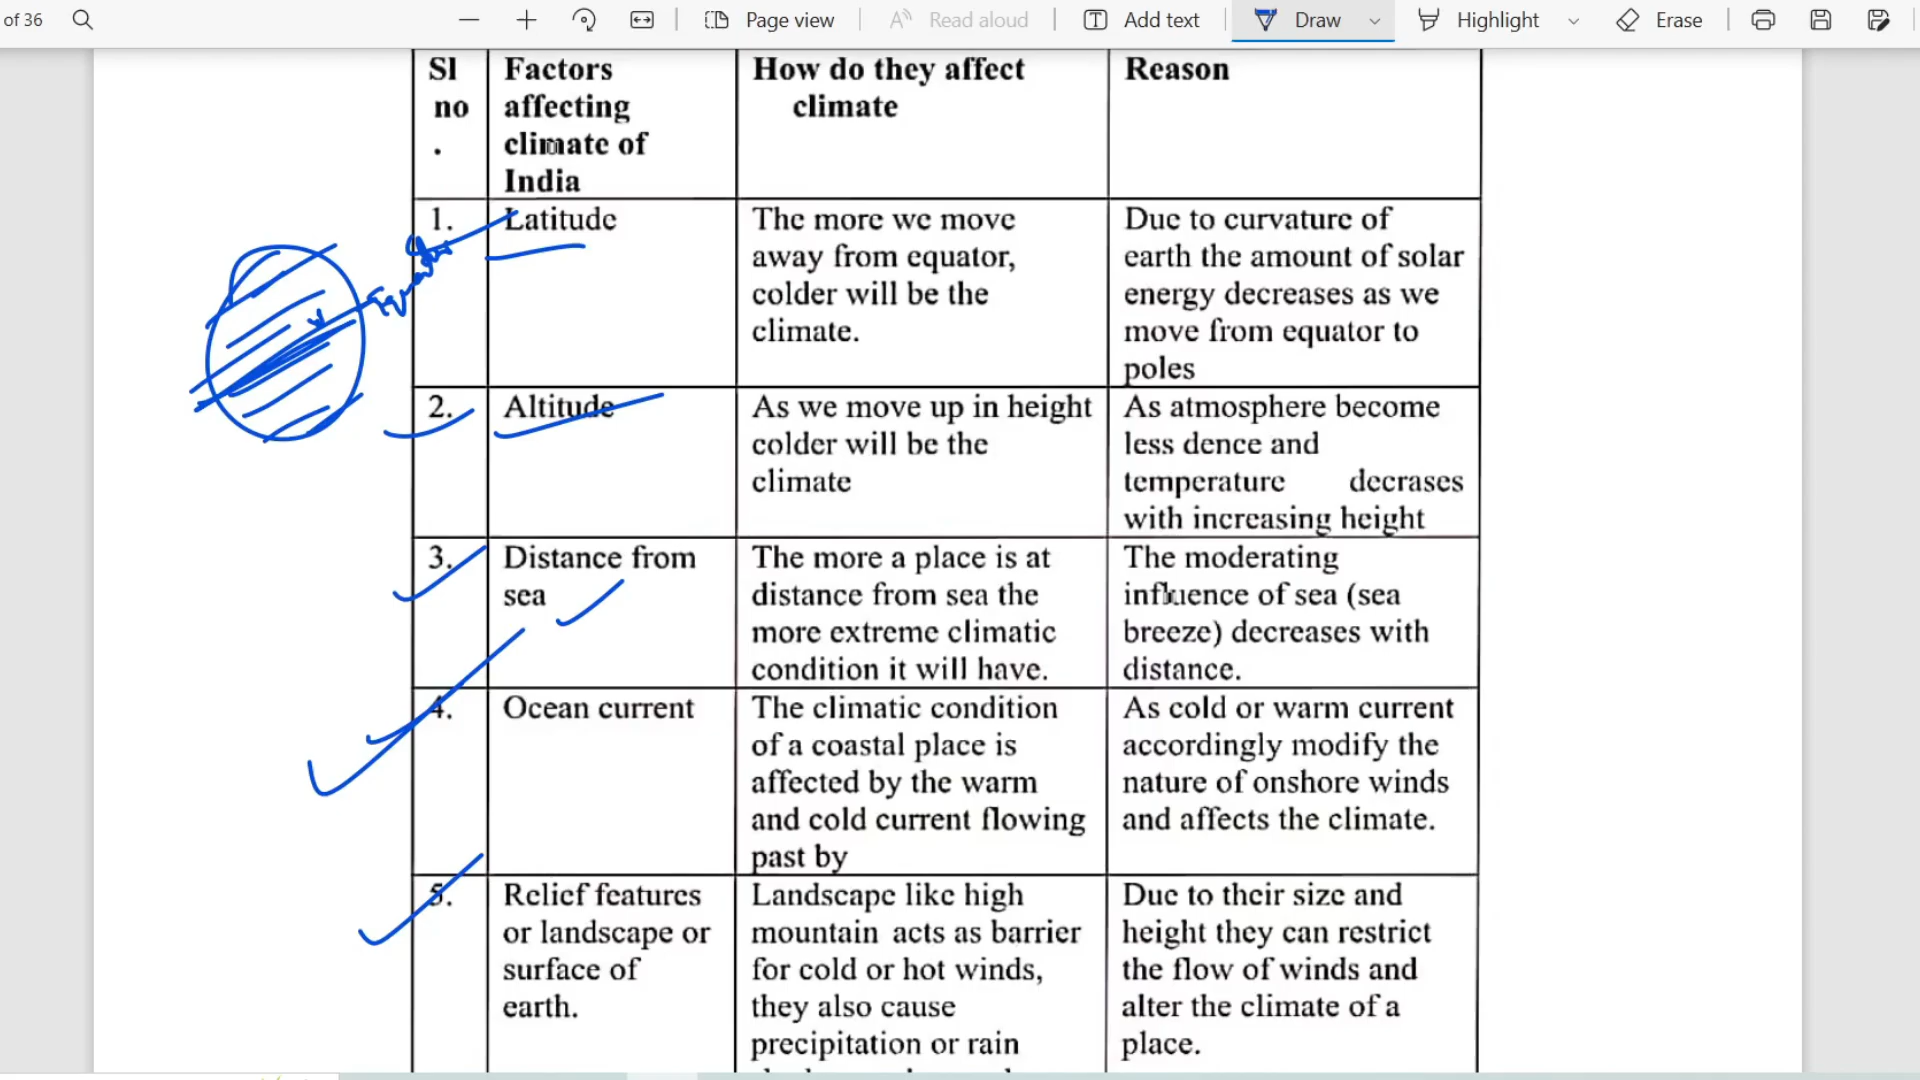 of 36
Page view
Read aloud
Add text
Draw
Highlight
Erase
Sl no .
Factors affecting climate of India
How do they affect climate
Reason
1.
Latitude
The more we move
away from equator,
colder will be the
climate.
Due to curvature of
earth the amount of solar
energy decreases as we
move from equator to
poles
Equator
2.
Altitude
As we move up in height
colder will be the
climate
As atmosphere become
less dence and
temperature decrases
with increasing height
3.
Distance from
sea
The more a place is at
distance from sea the
more extreme climatic
condition it will have.
The moderating
influence of sea (sea
breeze) decreases with
distance.
4.
Ocean current
The climatic condition
of a coastal place is
affected by the warm
and cold current flowing
past by
As cold or warm current
accordingly modify the
nature of onshore winds
and affects the climate.
5.
Relief features
or landscape or
surface of
earth.
Landscape like high
mountain acts as barrier
for cold or hot winds,
they also cause
precipitation or rain
Due to their size and
height they can restrict
the flow of winds and
alter the climate of a
place.